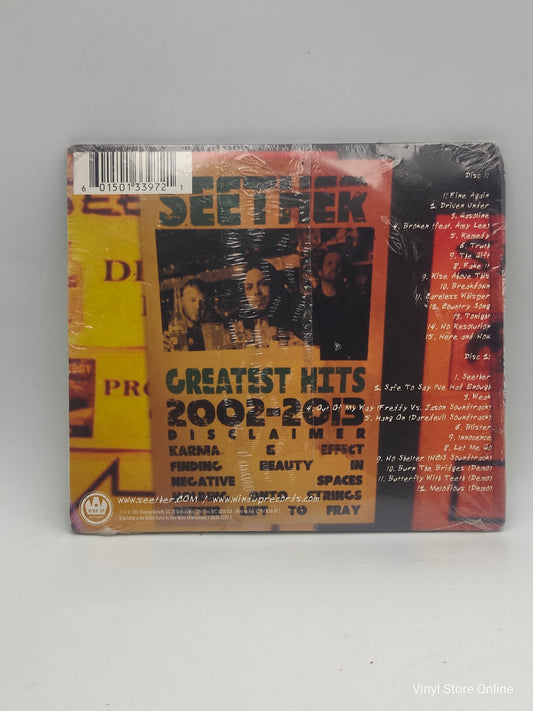 6 01501 33972 1
SEETHER
GREATEST HITS
2002-2013
DISCLAIMER
KARMA & EFFECT
FINDING BEAUTY IN
NEGATIVE SPACES
STRINGS
TO FRAY
www.seether.com / www.winduprecords.com
WIND-UP
Disc 1:
1. Fine Again
2. Driven Under
3. Gasoline
4. Broken (feat. Amy Lee)
5. Remedy
6. Truth
7. The Gift
8. Fake It
9. Rise Above This
10. Breakdown
11. Careless Whisper
12. Country Song
13. Tonight
14. No Resolution
15. Here and Now
Disc 2:
1. Seether
2. Safe To Say I've Had Enough
3. Weak
4. Out Of My Way (Freddy Vs. Jason Soundtrack)
5. Hang On (Daredevil Soundtrack)
6. Blister
7. Innocence
8. Let Me Go
9. No Shelter (NCIS Soundtrack)
10. Burn The Bridges (Demo)
11. Butterfly With Teeth (Demo)
12. Melodious (Demo)
Vinyl Store Online